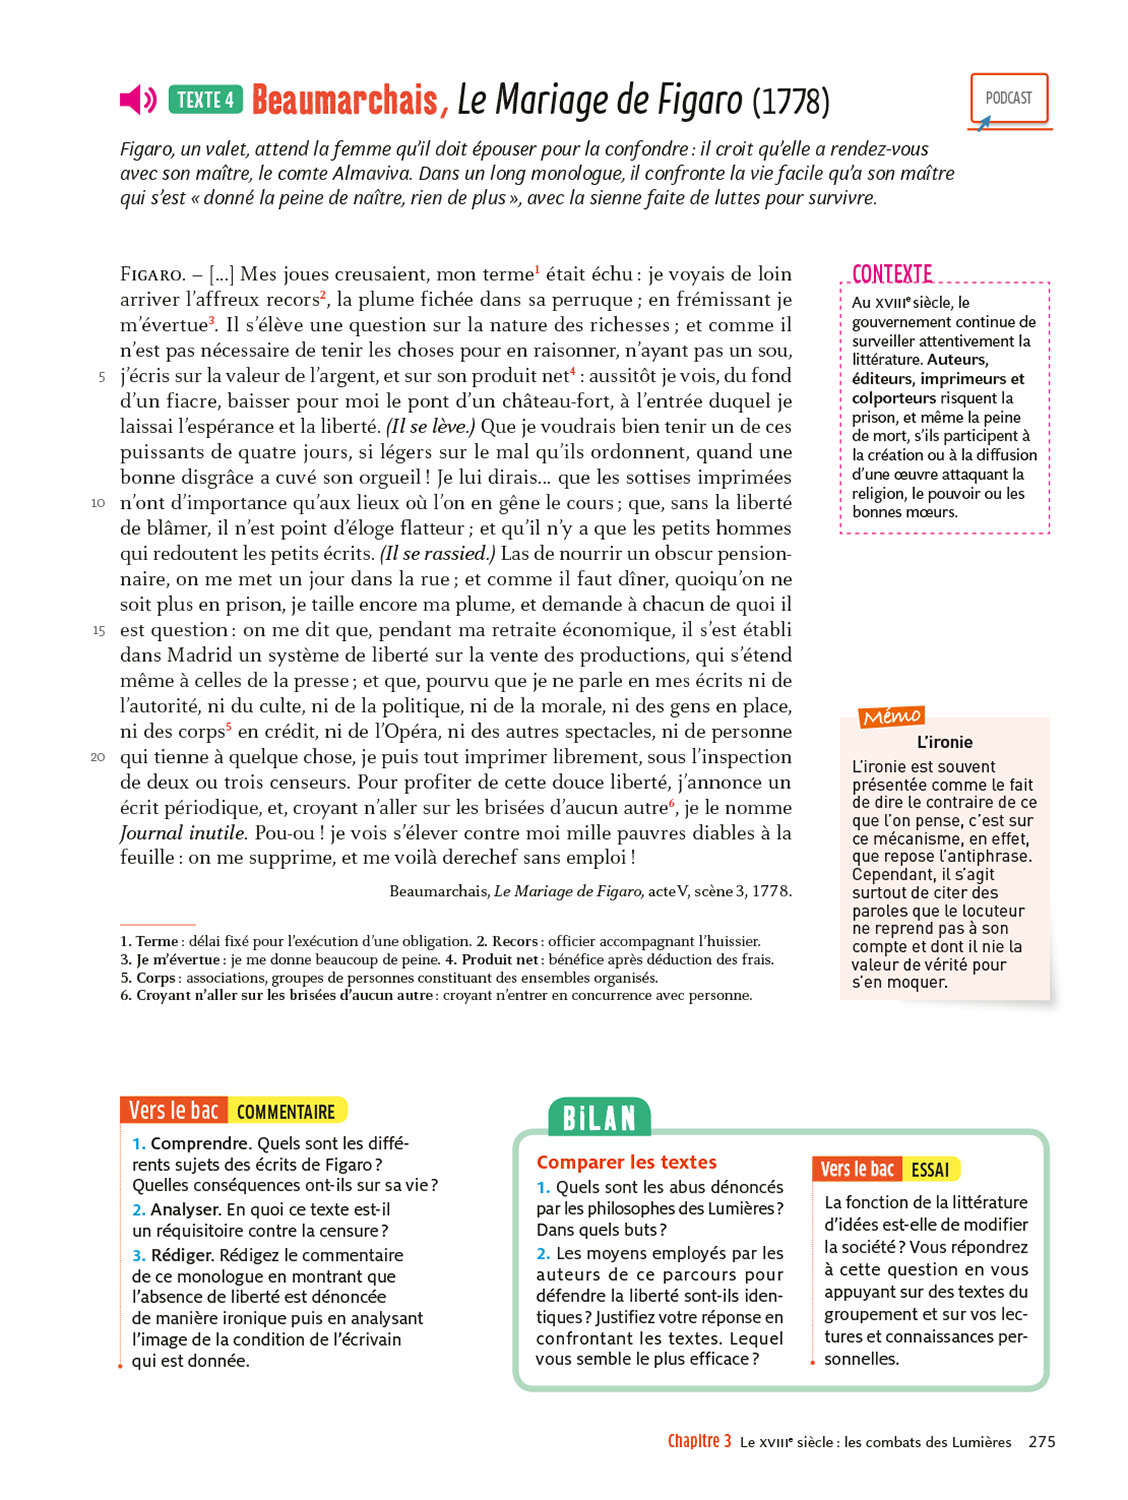 TEXTE 4 Beaumarchais, Le Mariage de Figaro (1778)
PODCAST
Figaro, un valet, attend la femme qu'il doit épouser pour la confondre : il croit qu'elle a rendez-vous
avec son maître, le comte Almaviva. Dans un long monologue, il confronte la vie facile qu'a son maître
qui s'est « donné la peine de naître, rien de plus », avec la sienne faite de luttes pour survivre.
FIGARO. – [...] Mes joues creusaient, mon terme1 était échu : je voyais de loin
arriver l'affreux recors2, la plume fichée dans sa perruque ; en frémissant je
m'évertue3. Il s'élève une question sur la nature des richesses ; et comme il
n'est pas nécessaire de tenir les choses pour en raisonner, n'ayant pas un sou,
5 j'écris sur la valeur de l'argent, et sur son produit net4 : aussitôt je vois, du fond
d'un fiacre, baisser pour moi le pont d'un château-fort, à l'entrée duquel je
laissai l'espérance et la liberté. (Il se lève.) Que je voudrais bien tenir un de ces
puissants de quatre jours, si légers sur le mal qu'ils ordonnent, quand une
bonne disgrâce a cuvé son orgueil ! Je lui dirais... que les sottises imprimées
10 n'ont d'importance qu'aux lieux où l'on en gêne le cours ; que, sans la liberté
de blâmer, il n'est point d'éloge flatteur ; et qu'il n'y a que les petits hommes
qui redoutent les petits écrits. (Il se rassied.) Las de nourrir un obscur pension-
naire, on me met un jour dans la rue ; et comme il faut dîner, quoiqu'on ne
soit plus en prison, je taille encore ma plume, et demande à chacun de quoi il
15 est question : on me dit que, pendant ma retraite économique, il s'est établi
dans Madrid un système de liberté sur la vente des productions, qui s'étend
même à celles de la presse ; et que, pourvu que je ne parle en mes écrits ni de
l'autorité, ni du culte, ni de la politique, ni de la morale, ni des gens en place,
ni des corps5 en crédit, ni de l'Opéra, ni des autres spectacles, ni de personne
20 qui tienne à quelque chose, je puis tout imprimer librement, sous l'inspection
de deux ou trois censeurs. Pour profiter de cette douce liberté, j'annonce un
écrit périodique, et, croyant n'aller sur les brisées d'aucun autre6, je le nomme
Journal inutile. Pou-ou ! je vois s'élever contre moi mille pauvres diables à la
feuille : on me supprime, et me voilà derechef sans emploi !
Beaumarchais, Le Mariage de Figaro, acte V, scène 3, 1778.
1. Terme : délai fixé pour l'exécution d'une obligation. 2. Recors : officier accompagnant l'huissier.
3. Je m'évertue : je me donne beaucoup de peine. 4. Produit net : bénéfice après déduction des frais.
5. Corps : associations, groupes de personnes constituant des ensembles organisés.
6. Croyant n'aller sur les brisées d'aucun autre : croyant n'entrer en concurrence avec personne.
CONTEXTE
Au XVIIIe siècle, le
gouvernement continue de
surveiller attentivement la
littérature. Auteurs,
éditeurs, imprimeurs et
colporteurs risquent la
prison, et même la peine
de mort, s'ils participent à
la création ou à la diffusion
d'une œuvre attaquant la
religion, le pouvoir ou les
bonnes mœurs.
Mémo
L'ironie
L'ironie est souvent
présentée comme le fait
de dire le contraire de ce
que l'on pense, c'est sur
ce mécanisme, en effet,
que repose l'antiphrase.
Cependant, il s'agit
surtout de citer des
paroles que le locuteur
ne reprend pas à son
compte et dont il nie la
valeur de vérité pour
s'en moquer.
Vers le bac COMMENTAIRE
1. Comprendre. Quels sont les diffé-
rents sujets des écrits de Figaro ?
Quelles conséquences ont-ils sur sa vie ?
2. Analyser. En quoi ce texte est-il
un réquisitoire contre la censure ?
3. Rédiger. Rédigez le commentaire
de ce monologue en montrant que
l'absence de liberté est dénoncée
de manière ironique puis en analysant
l'image de la condition de l'écrivain
qui est donnée.
BiLAN
Comparer les textes
1. Quels sont les abus dénoncés
par les philosophes des Lumières ?
Dans quels buts ?
2. Les moyens employés par les
auteurs de ce parcours pour
défendre la liberté sont-ils iden-
tiques ? Justifiez votre réponse en
confrontant les textes. Lequel
vous semble le plus efficace ?
Vers le bac ESSAI
La fonction de la littérature
d'idées est-elle de modifier
la société ? Vous répondrez
à cette question en vous
appuyant sur des textes du
groupement et sur vos lec-
tures et connaissances per-
sonnelles.
Chapitre 3 Le XVIIIe siècle : les combats des Lumières 275